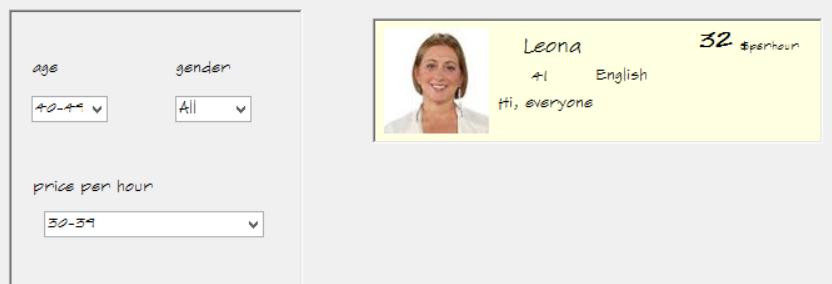 age gender
40-49 All
price per hour
30-39
Leona 32 $perhour
41 English
Hi, everyone